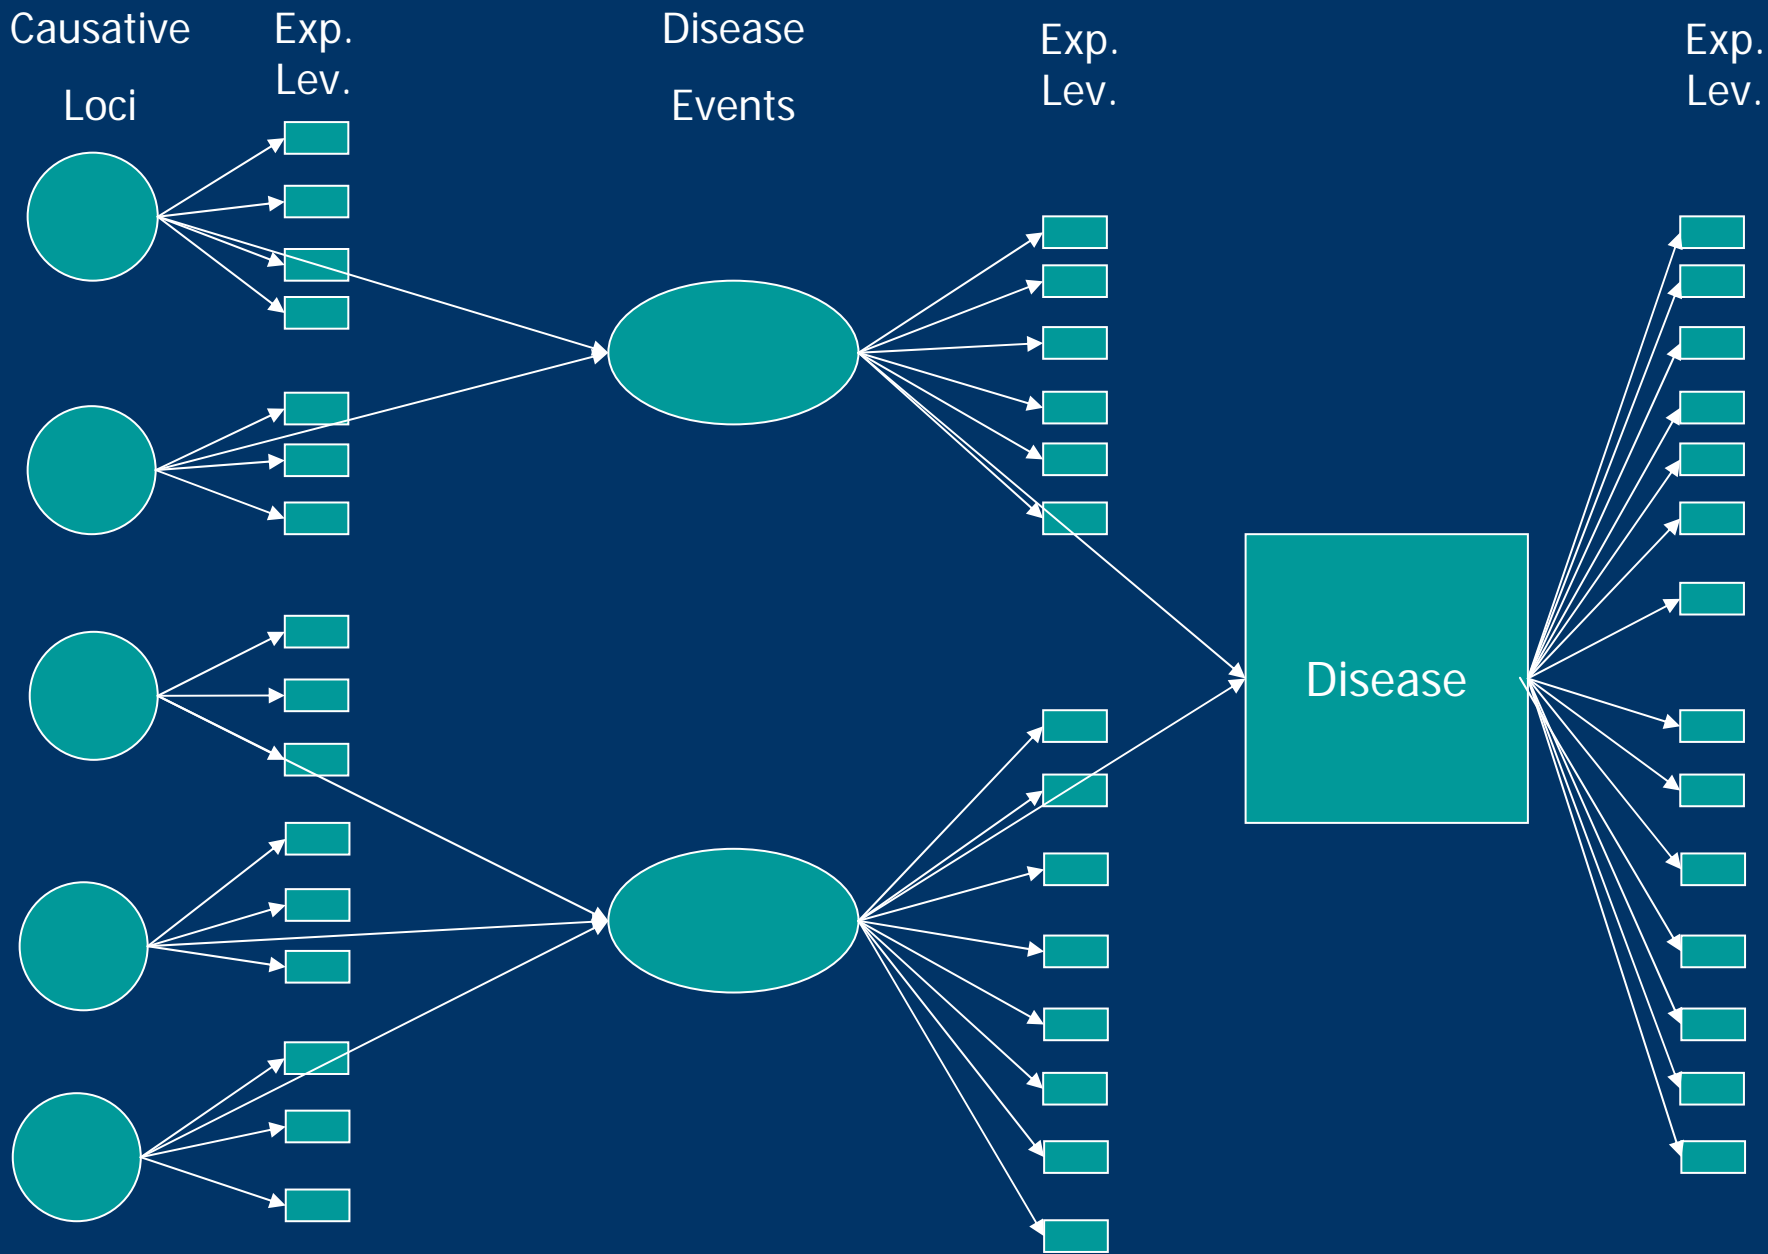 Causative
Loci
Exp.
Lev.
Disease
Events
Exp.
Lev.
Exp.
Lev.
Disease